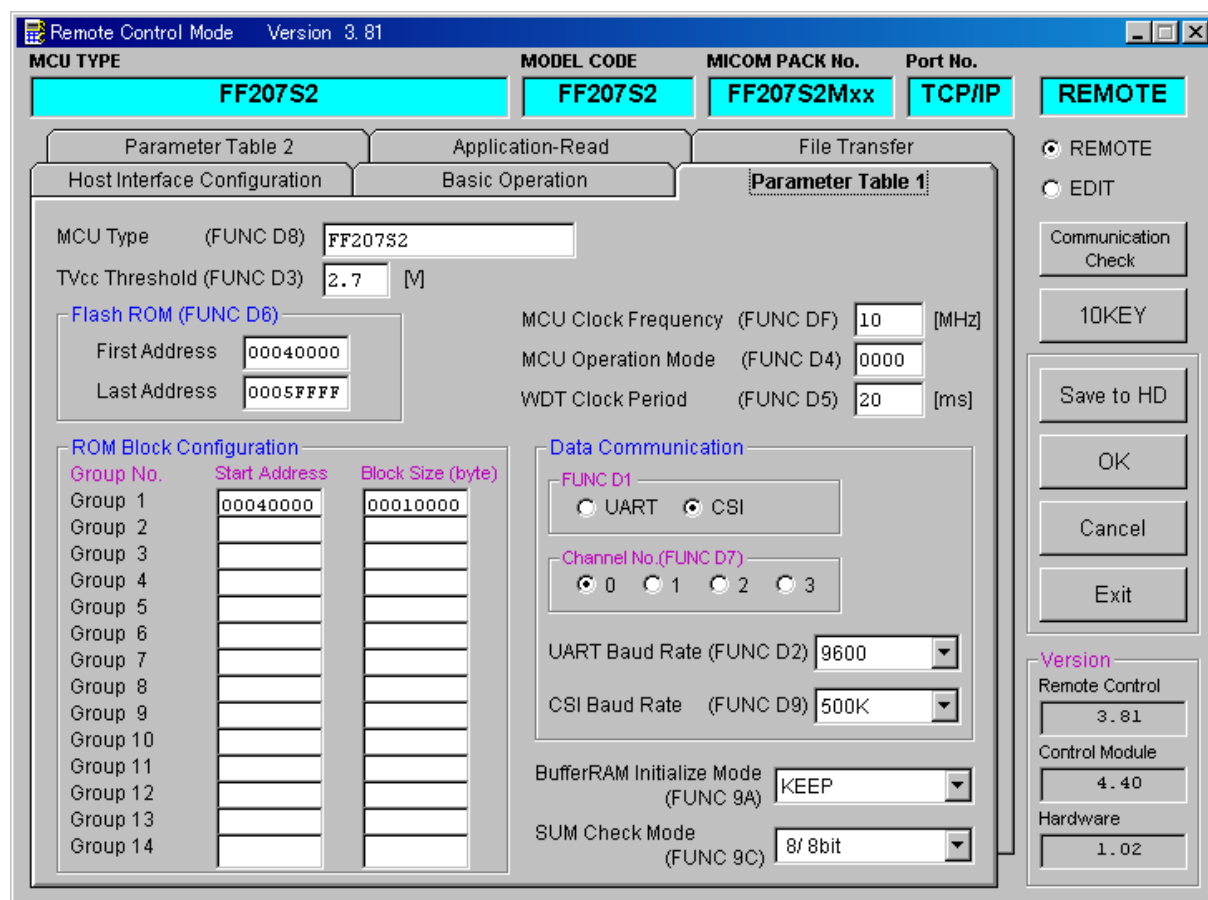 Remote Control Mode Version 3.81
MCU TYPE MODEL CODE MICOM PACK No. Port No.
FF207S2 FF207S2 FF207S2Mxx TCP/IP REMOTE
Parameter Table 2 Application-Read File Transfer
Host Interface Configuration Basic Operation Parameter Table 1
REMOTE
EDIT
MCU Type (FUNC D8) FF207S2
TVcc Threshold (FUNC D3) 2.7 [V]
Flash ROM (FUNC D6)
First Address 00040000
Last Address 0005FFFF
MCU Clock Frequency (FUNC DF) 10 [MHz]
MCU Operation Mode (FUNC D4) 0000
WDT Clock Period (FUNC D5) 20 [ms]
ROM Block Configuration
Group No. Start Address Block Size (byte)
Group 1 00040000 00010000
Group 2
Group 3
Group 4
Group 5
Group 6
Group 7
Group 8
Group 9
Group 10
Group 11
Group 12
Group 13
Group 14
Data Communication
FUNC D1
UART CSI
Channel No.(FUNC D7)
0 1 2 3
UART Baud Rate (FUNC D2) 9600
CSI Baud Rate (FUNC D9) 500K
BufferRAM Initialize Mode
(FUNC 9A) KEEP
SUM Check Mode
(FUNC 9C) 8/ 8bit
Communication
Check
10KEY
Save to HD
OK
Cancel
Exit
Version
Remote Control
3.81
Control Module
4.40
Hardware
1.02